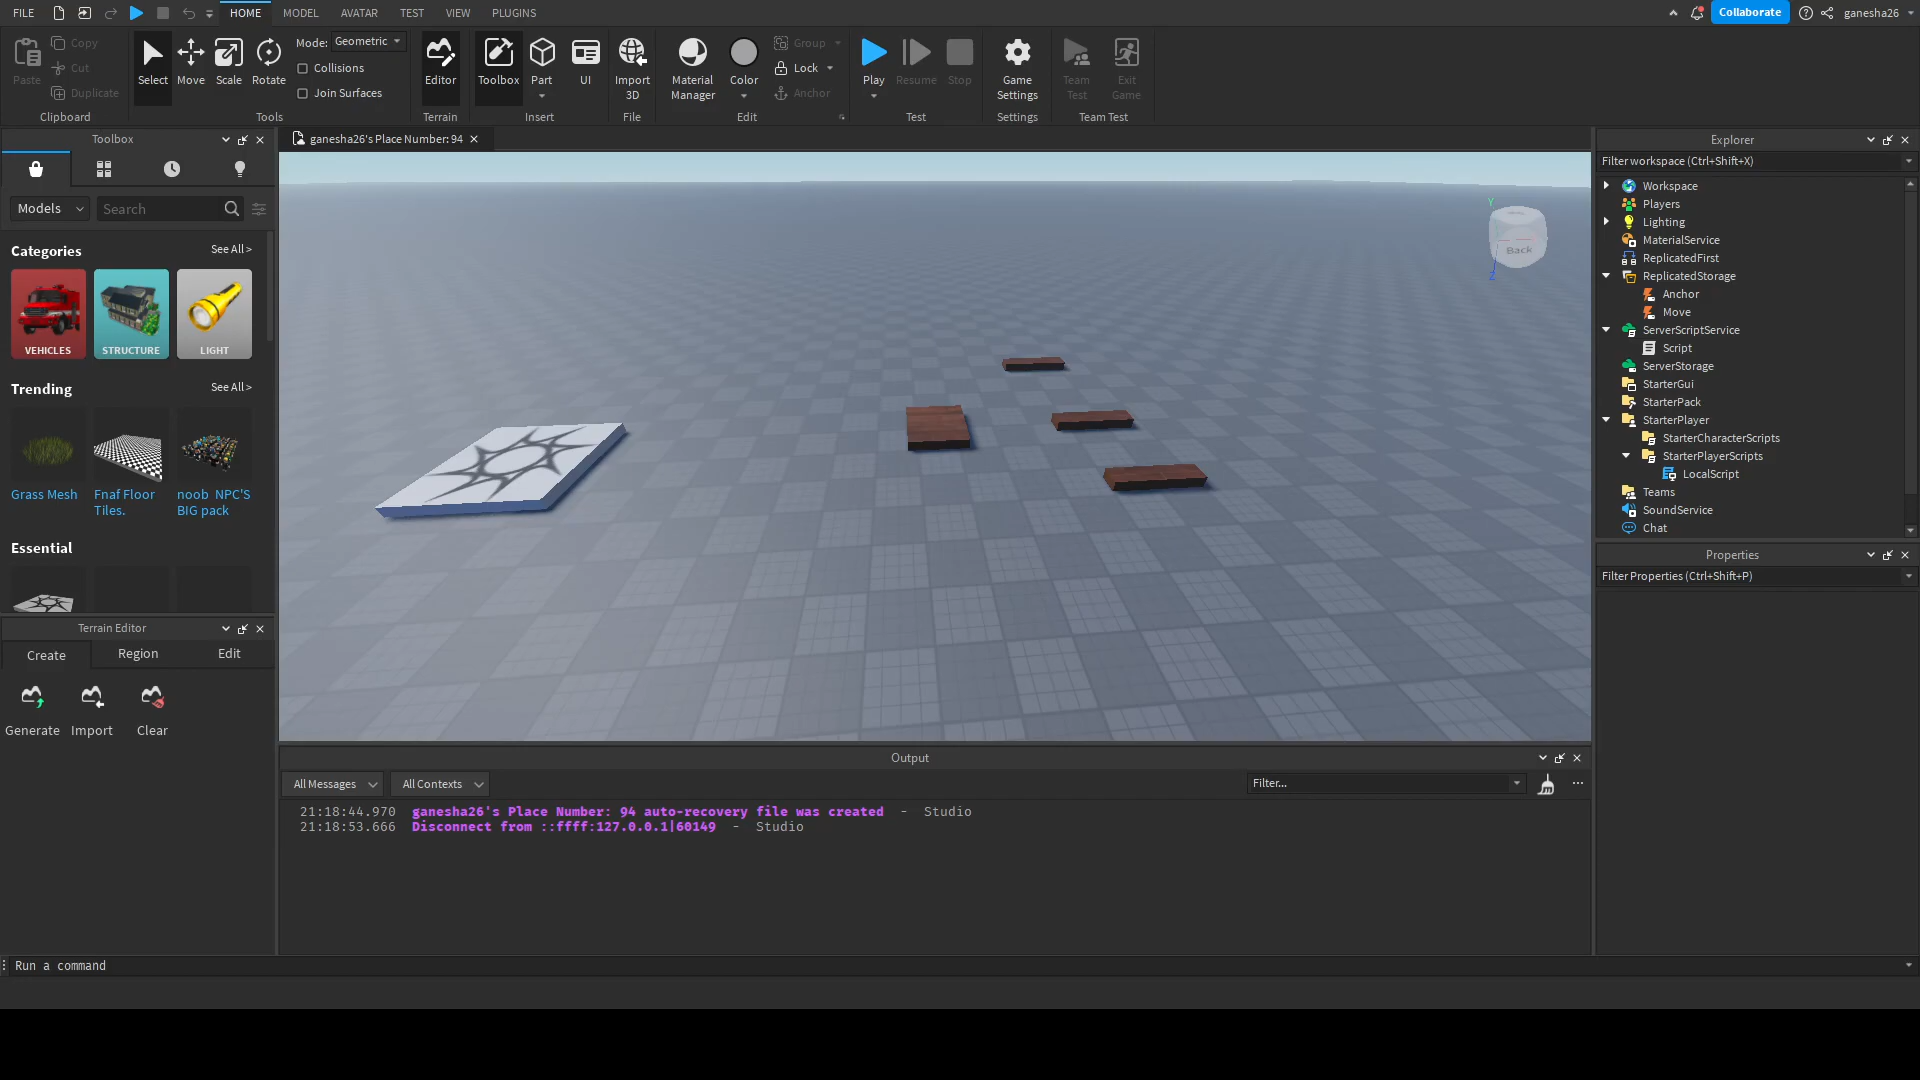 FILE HOME MODEL AVATAR TEST VIEW PLUGINS Collaborate ganesha26
Paste Copy Cut Duplicate
Select Move Scale Rotate
Mode: Geometric
Collisions
Join Surfaces
Editor
Toolbox Part UI
Import 3D
Material Manager Color
Group
Lock
Anchor
Play Resume Stop
Game Settings
Team Test Exit Game
Clipboard Tools Terrain Insert File Edit Test Settings Team Test
Toolbox
Models Search
Categories See All >
VEHICLES STRUCTURE LIGHT
Trending See All >
Grass Mesh Fnaf Floor Tiles. noob NPC'S BIG pack
Essential
Terrain Editor
Create Region Edit
Generate Import Clear
ganesha26's Place Number: 94
Y
Back
Z
Output
All Messages All Contexts Filter...
21:18:44.970 ganesha26's Place Number: 94 auto-recovery file was created - Studio
21:18:53.666 Disconnect from ::ffff:127.0.0.1|60149 - Studio
Explorer
Filter workspace (Ctrl+Shift+X)
Workspace
Players
Lighting
MaterialService
ReplicatedFirst
ReplicatedStorage
Anchor
Move
ServerScriptService
Script
ServerStorage
StarterGui
StarterPack
StarterPlayer
StarterCharacterScripts
StarterPlayerScripts
LocalScript
Teams
SoundService
Chat
Properties
Filter Properties (Ctrl+Shift+P)
Run a command